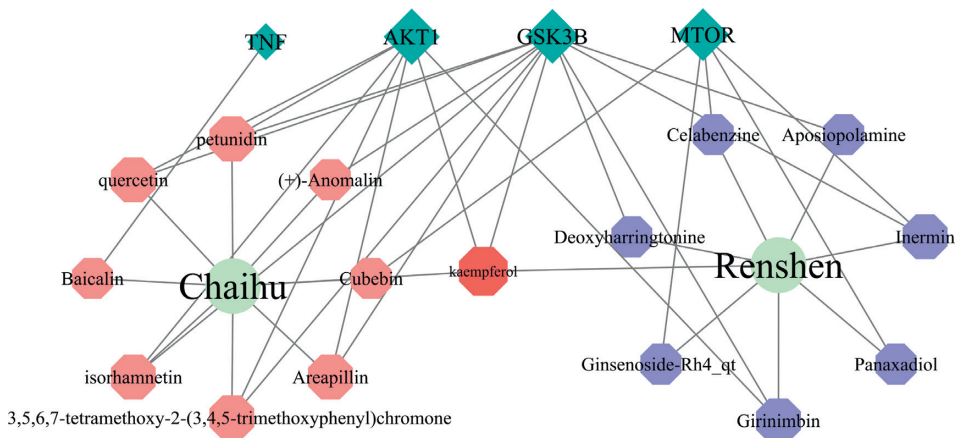 TNF
AKT1
GSK3B
MTOR
petunidin
Celabenzine
Aposiopolamine
quercetin
(+)-Anomalin
Deoxyharringtonine
Inermin
Baicalin
Chaihu
Cubebin
kaempferol
Renshen
isorhamnetin
Areapillin
Ginsenoside-Rh4_qt
Panaxadiol
3,5,6,7-tetramethoxy-2-(3,4,5-trimethoxyphenyl)chromone
Girinimbin